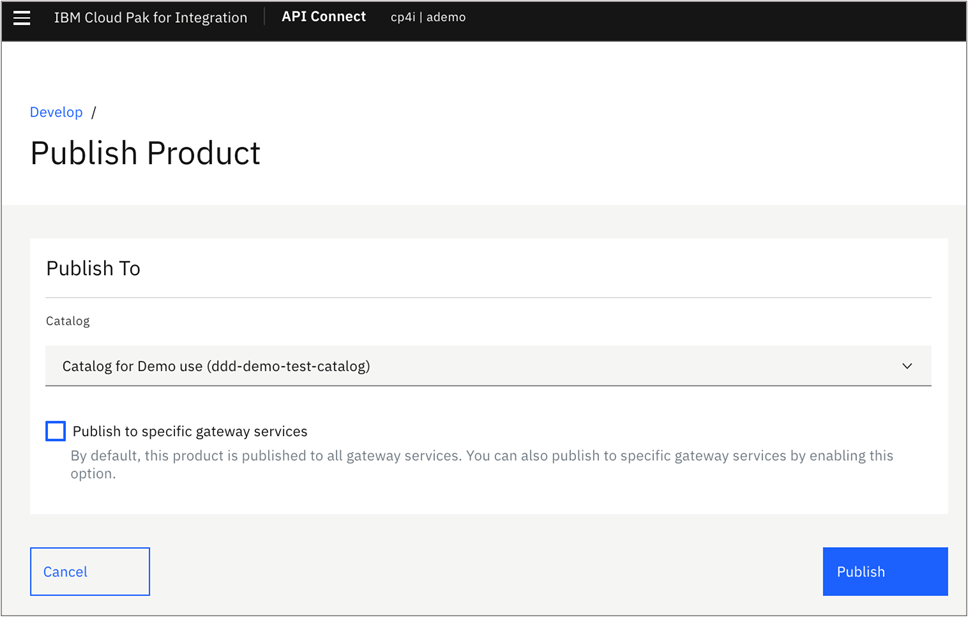 IBM Cloud Pak for Integration API Connect cp4i | ademo
Develop /
Publish Product
Publish To
Catalog
Catalog for Demo use (ddd-demo-test-catalog)
Publish to specific gateway services
By default, this product is published to all gateway services. You can also publish to specific gateway services by enabling this
option.
Cancel Publish